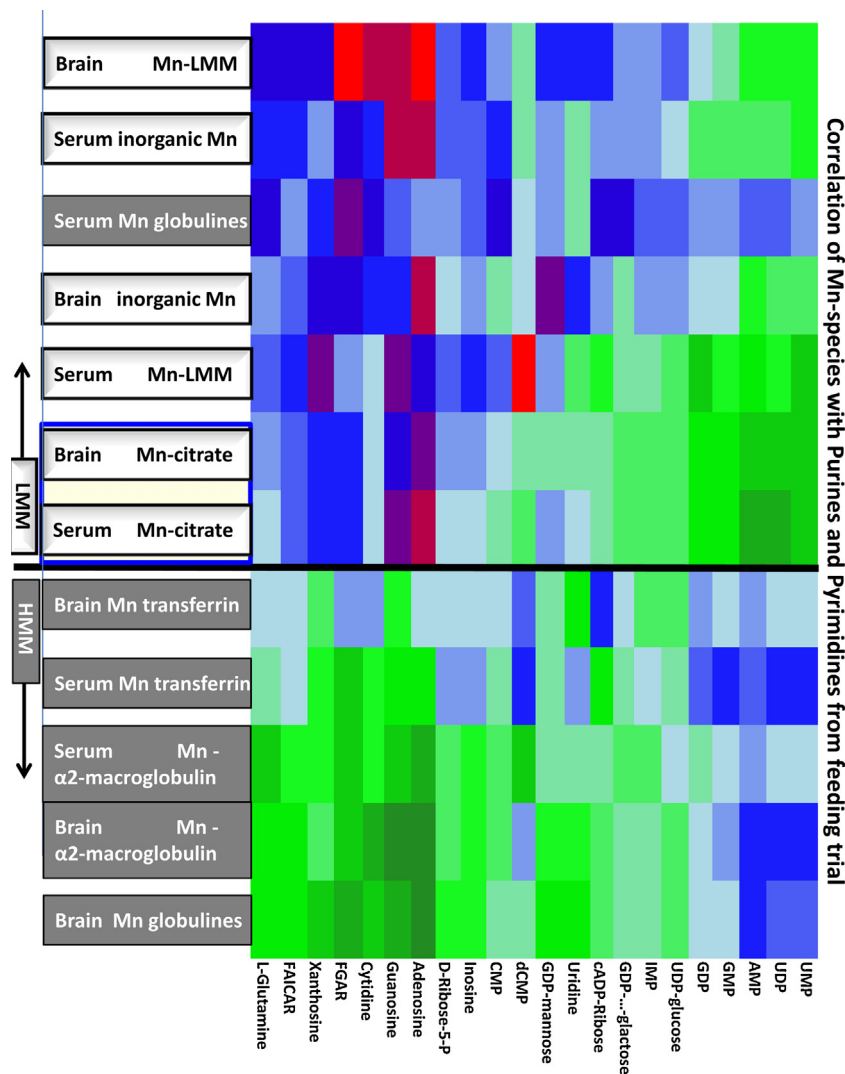 Brain Mn-LMM
Serum inorganic Mn
Serum Mn globulines
Brain inorganic Mn
Serum Mn-LMM
Brain Mn-citrate
Serum Mn-citrate
Brain Mn transferrin
Serum Mn transferrin
Serum Mn -
α2-macroglobulin
Brain Mn -
α2-macroglobulin
Brain Mn globulines
LMM
HMM
L-Glutamine
FAICAR
Xanthosine
FGAR
Cytidine
Guanosine
Adenosine
D-Ribose-5-P
Inosine
CMP
dCMP
GDP-mannose
Uridine
cADP-Ribose
GDP-...-glactose
IMP
UDP-glucose
GDP
GMP
AMP
UDP
UMP
Correlation of Mn-species with Purines and Pyrimidines from feeding trial